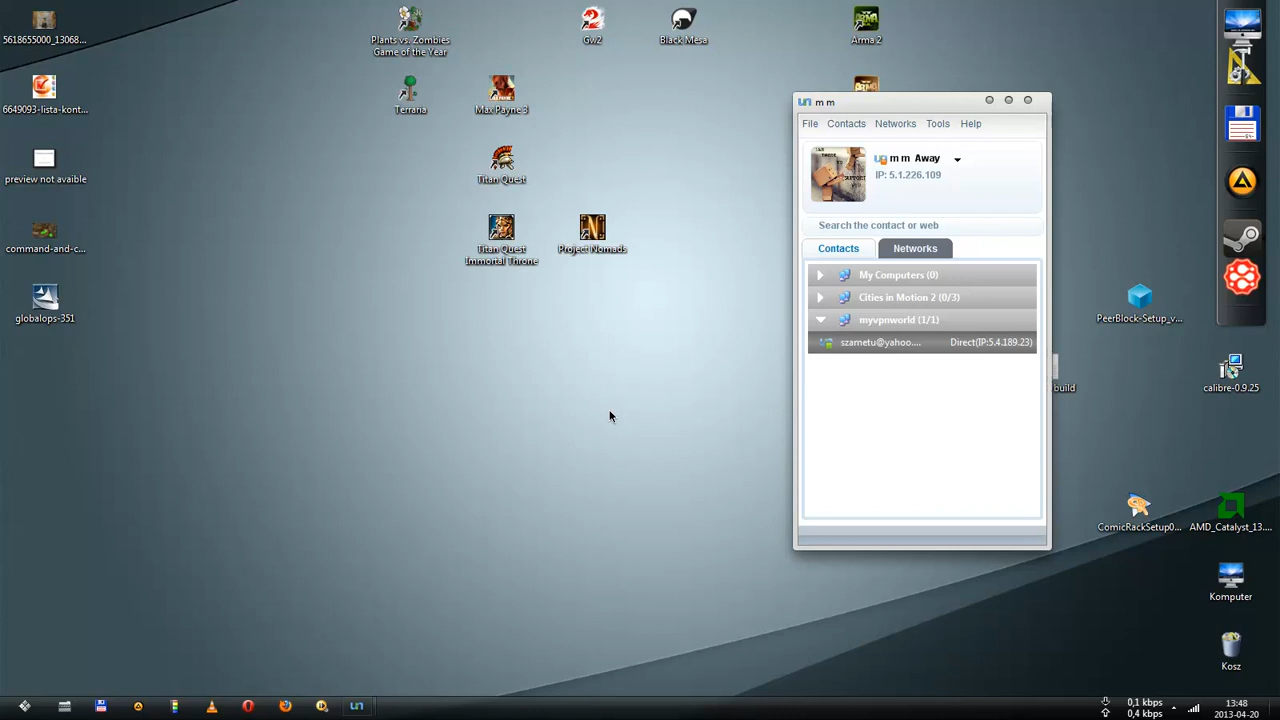 5618655000_13068...
Plants vs. Zombies
Game of the Year
Gw2
Black Mesa
Arma 2
6649093-lista-kont...
Terraria
Max Payne 3
preview not avaible
Titan Quest
command-and-c...
Titan Quest
Immortal Throne
Project Nomads
globalops-351
un m m
File Contacts Networks Tools Help
m m Away
IP: 5.1.226.109
Search the contact or web
Contacts Networks
My Computers (0)
Cities in Motion 2 (0/3)
myvpnworld (1/1)
szametu@yahoo.... Direct(IP:5.4.189.23)
PeerBlock-Setup_v...
build
calibre-0.9.25
ComicRackSetup0...
AMD_Catalyst_13....
Komputer
Kosz
un
0,1 kbps
0,4 kbps
13:48
2013-04-20